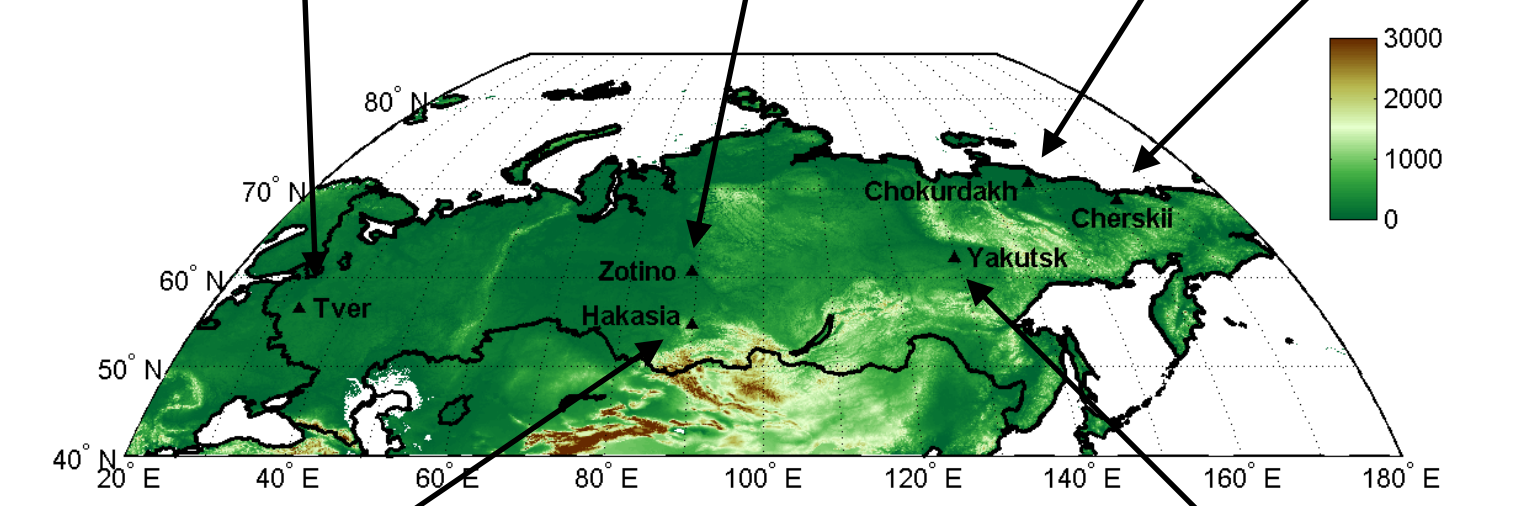 3000
80° N
2000
1000
70° N
Chokurdakh
0
Cherskii
Yakutsk
60° N
Zotino
Tver
Hakasia
50° N
40° N
20° E 40° E 60° E 80° E 100° E 120° E 140° E 160° E 180° E